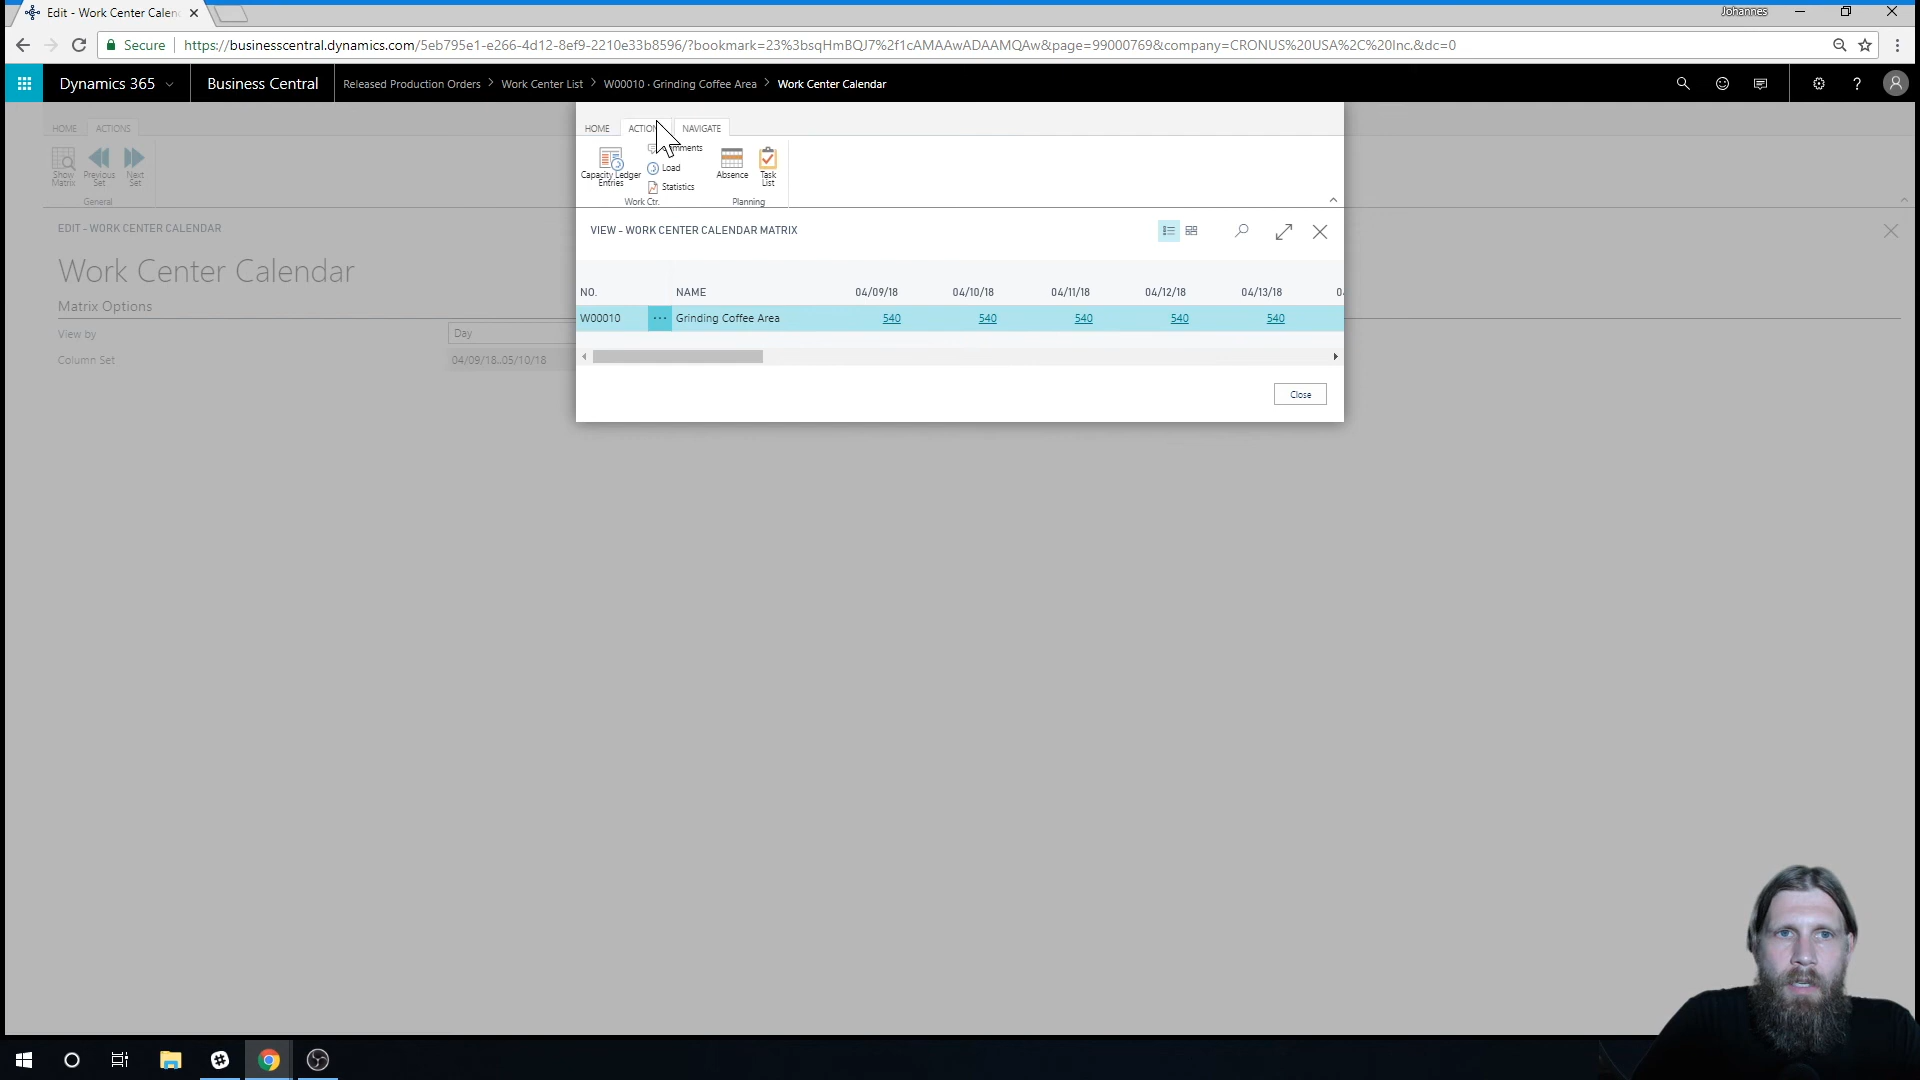 Edit - Work Center Calen
Johannes
Secure
https://businesscentral.dynamics.com/5eb795e1-e266-4d12-8ef9-2210e33b8596/?bookmark=23%3bsqHmBQJ7%2f1cAMAAwADAAMQAw&page=99000769&company=CRONUS%20USA%2C%20Inc.&dc=0
Dynamics 365
Business Central
Released Production Orders > Work Center List > W00010 · Grinding Coffee Area > Work Center Calendar
HOME ACTIONS
Show Matrix
Previous Set
Next Set
General
EDIT - WORK CENTER CALENDAR
Work Center Calendar
Matrix Options
View by Day
Column Set 04/09/18..05/10/18
HOME NAVIGATE
Capacity Ledger Entries
Load
Statistics
Work Ctr.
Absence
Task List
Planning
VIEW - WORK CENTER CALENDAR MATRIX
NO. NAME 04/09/18 04/10/18 04/11/18 04/12/18 04/13/18
W00010 ··· Grinding Coffee Area 540 540 540 540 540
Close